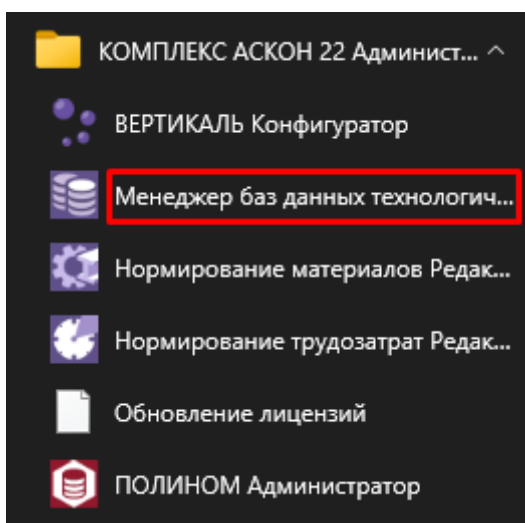 КОМПЛЕКС АСКОН 22 Админист...
ВЕРТИКАЛЬ Конфигуратор
Менеджер баз данных технологич...
Нормирование материалов Редак...
Нормирование трудозатрат Редак...
Обновление лицензий
ПОЛИНОМ Администратор